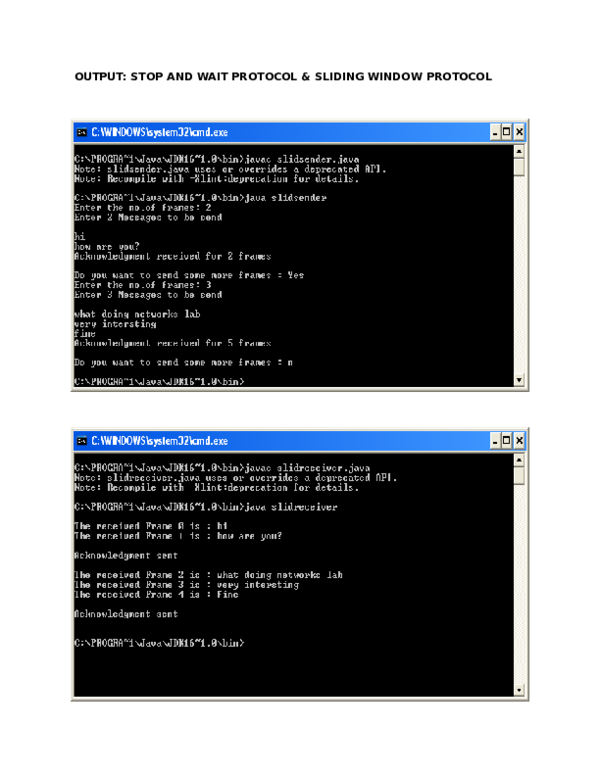 OUTPUT: STOP AND WAIT PROTOCOL & SLIDING WINDOW PROTOCOL
C:\WINDOWS\system32\cmd.exe
C:\PROGRA~1\Java\JDK16~1.0\bin>javac slidsender.java
Note: slidsender.java uses or overrides a deprecated API.
Note: Recompile with -Xlint:deprecation for details.
C:\PROGRA~1\Java\JDK16~1.0\bin>java slidsender
Enter the no.of frames: 2
Enter 2 Messages to be send
hi
how are you?
Acknowledgment received for 2 frames
Do you want to send some more frames : Yes
Enter the no.of frames: 3
Enter 3 Messages to be send
what doing networks lab
very intersting
fine
Acknowledgment received for 5 frames
Do you want to send some more frames : n
C:\PROGRA~1\Java\JDK16~1.0\bin>
C:\WINDOWS\system32\cmd.exe
C:\PROGRA~1\Java\JDK16~1.0\bin>javac slidreceiver.java
Note: slidreceiver.java uses or overrides a deprecated API.
Note: Recompile with -Xlint:deprecation for details.
C:\PROGRA~1\Java\JDK16~1.0\bin>java slidreceiver
The received Frame 0 is : hi
The received Frame 1 is : how are you?
Acknowledgment sent
The received Frame 2 is : what doing networks lab
The received Frame 3 is : very intersting
The received Frame 4 is : fine
Acknowledgment sent
C:\PROGRA~1\Java\JDK16~1.0\bin>